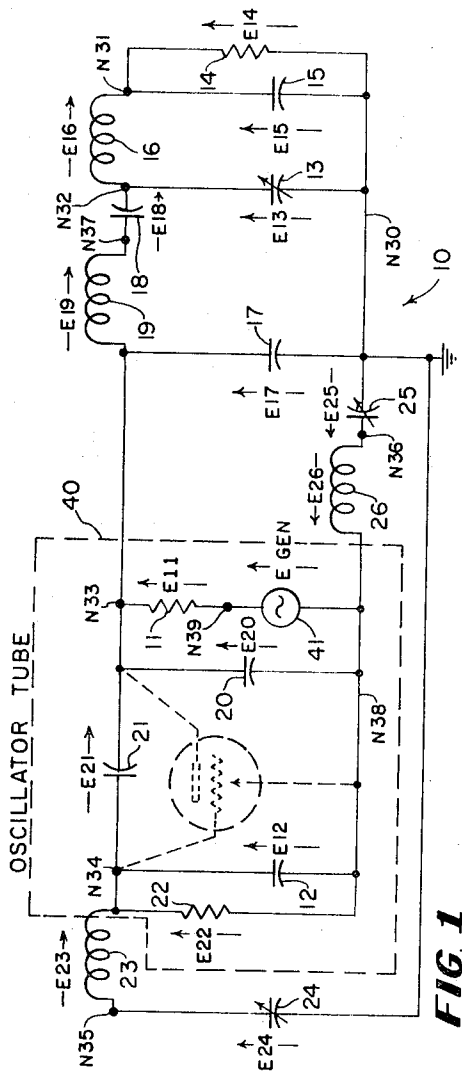 OSCILLATOR TUBE
40
←E23→
N35
23
N34
←E21→
21
N33
←E19→
19
N37
N32
←E16→
16
N31
18
←E18→
22
E22
E12
12
E20
20
E11
11
N39
E GEN
41
E17
17
E13
13
E15
15
14
E14
E24
24
N38
←E26→
26
N36
←E25→
25
N30
10
FIG. 1